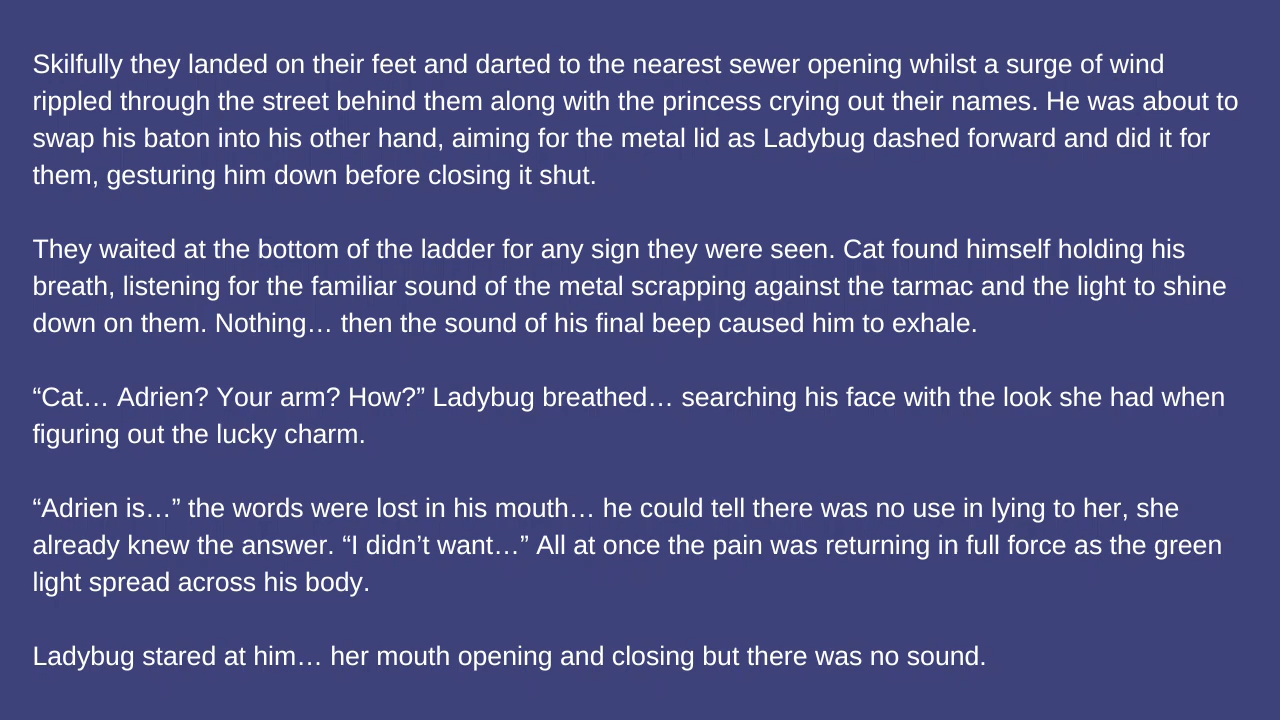 Skilfully they landed on their feet and darted to the nearest sewer opening whilst a surge of wind
rippled through the street behind them along with the princess crying out their names. He was about to
swap his baton into his other hand, aiming for the metal lid as Ladybug dashed forward and did it for
them, gesturing him down before closing it shut.
They waited at the bottom of the ladder for any sign they were seen. Cat found himself holding his
breath, listening for the familiar sound of the metal scrapping against the tarmac and the light to shine
down on them. Nothing… then the sound of his final beep caused him to exhale.
“Cat… Adrien? Your arm? How?” Ladybug breathed… searching his face with the look she had when
figuring out the lucky charm.
“Adrien is…” the words were lost in his mouth… he could tell there was no use in lying to her, she
already knew the answer. “I didn’t want…” All at once the pain was returning in full force as the green
light spread across his body.
Ladybug stared at him… her mouth opening and closing but there was no sound.